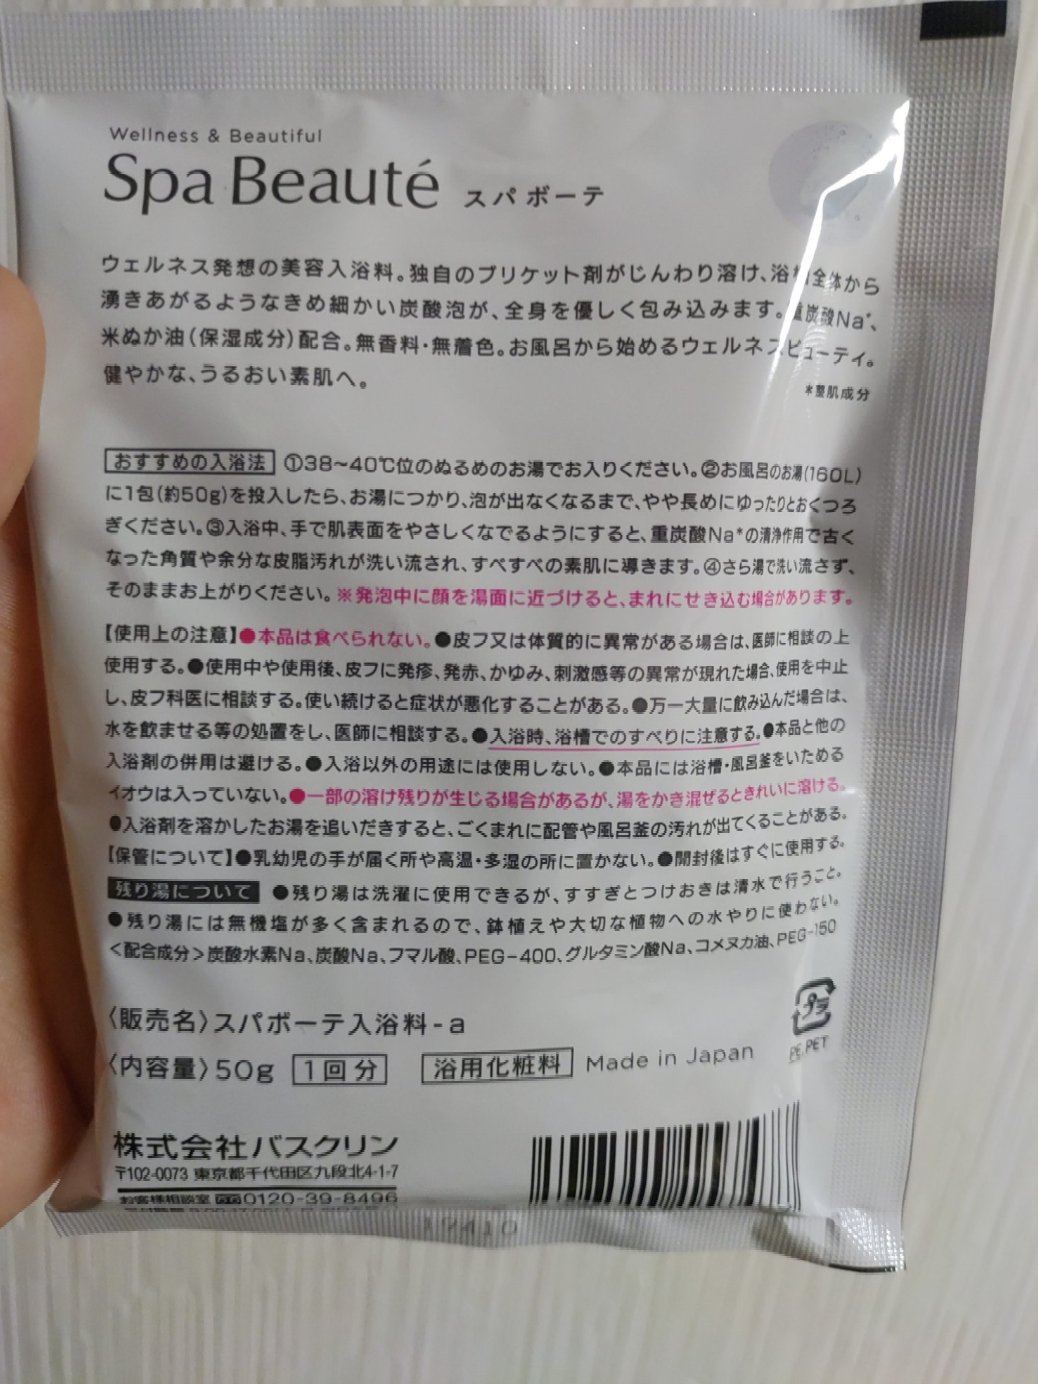 Wellness & Beautiful
Spa Beauté スパ ボーテ
ウェルネス発想の美容入浴料。独自のブリケット剤がじんわり溶け、浴槽全体から
湧きあがるようなきめ細かい炭酸泡が、全身を優しく包み込みます。重炭酸Na*、
米ぬか油(保湿成分)配合。無香料・無着色。お風呂から始めるウェルネスビューティ。
健やかな、うるおい素肌へ。
*整肌成分
おすすめの入浴法 ①38~40℃位のぬるめのお湯でお入りください。②お風呂のお湯(160L)
に1包(約50g)を投入したら、お湯につかり、泡が出なくなるまで、やや長めにゆったりとおくつろ
ぎください。③入浴中、手で肌表面をやさしくなでるようにすると、重炭酸Na*の清浄作用で古く
なった角質や余分な皮脂汚れが洗い流され、すべすべの素肌に導きます。④さら湯で洗い流さず、
そのままお上がりください。※発泡中に顔を湯面に近づけると、まれにせき込む場合があります。
【使用上の注意】●本品は食べられない。●皮フ又は体質的に異常がある場合は、医師に相談の上
使用する。●使用中や使用後、皮フに発疹、発赤、かゆみ、刺激感等の異常が現れた場合、使用を中止
し、皮フ科医に相談する。使い続けると症状が悪化することがある。●万一大量に飲み込んだ場合は、
水を飲ませる等の処置をし、医師に相談する。●入浴時、浴槽でのすべりに注意する。●本品と他の
入浴剤の併用は避ける。●入浴以外の用途には使用しない。●本品には浴槽・風呂釜をいためる
イオウは入っていない。●一部の溶け残りが生じる場合があるが、湯をかき混ぜるときれいに溶ける。
●入浴剤を溶かしたお湯を追いだきすると、ごくまれに配管や風呂釜の汚れが出てくることがある。
【保管について】●乳幼児の手が届く所や高温・多湿の所に置かない。●開封後はすぐに使用する。
残り湯について ●残り湯は洗濯に使用できるが、すすぎとつけおきは清水で行うこと。
●残り湯には無機塩が多く含まれるので、鉢植えや大切な植物への水やりに使わない。
<配合成分>炭酸水素Na、炭酸Na、フマル酸、PEG-400、グルタミン酸Na、コメヌカ油、PEG-150
〈販売名〉スパボーテ入浴料-a
プラ
PE,PET
〈内容量〉50g 1回分 浴用化粧料 Made in Japan
株式会社バスクリン
〒102-0073 東京都千代田区九段北4-1-7
お客様相談室 0120-39-8496